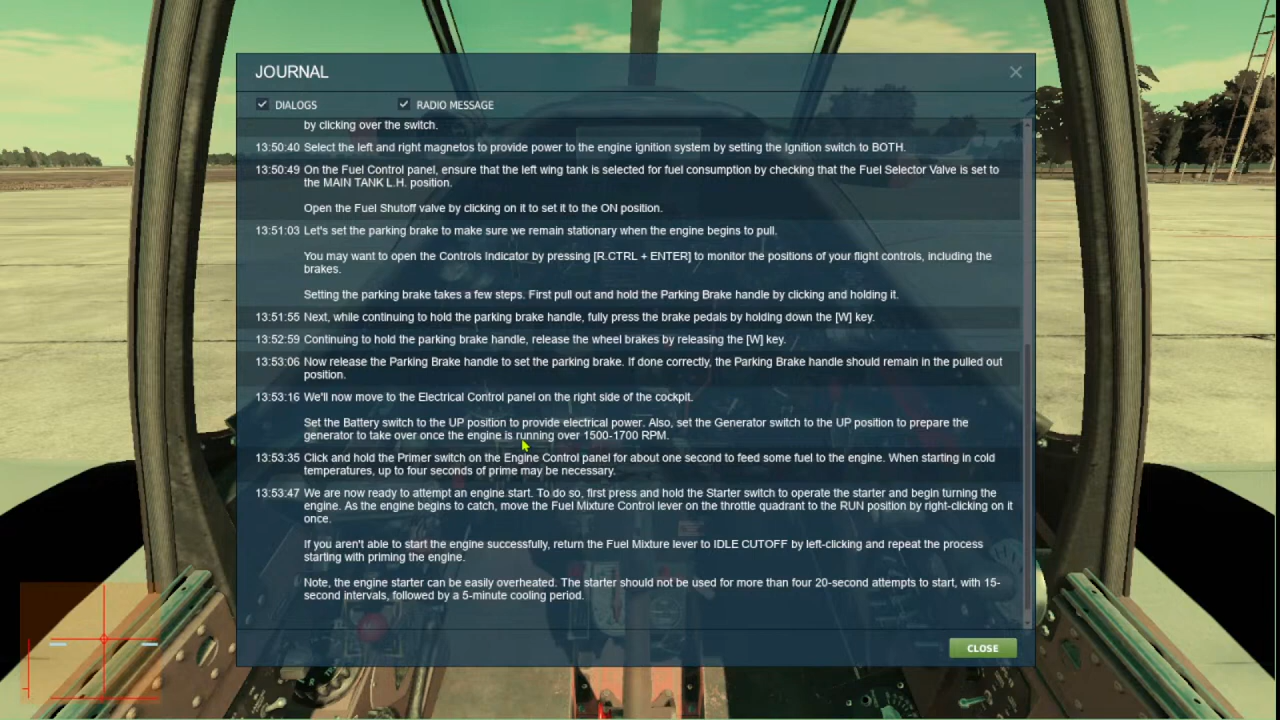 JOURNAL
DIALOGS
RADIO MESSAGE
by clicking over the switch.
13:50:40 Select the left and right magnetos to provide power to the engine ignition system by setting the Ignition switch to BOTH.
13:50:49 On the Fuel Control panel, ensure that the left wing tank is selected for fuel consumption by checking that the Fuel Selector Valve is set to
the MAIN TANK L.H. position.
Open the Fuel Shutoff valve by clicking on it to set it to the ON position.
13:51:03 Let's set the parking brake to make sure we remain stationary when the engine begins to pull.
You may want to open the Controls Indicator by pressing [R.CTRL + ENTER] to monitor the positions of your flight controls, including the
brakes.
Setting the parking brake takes a few steps. First pull out and hold the Parking Brake handle by clicking and holding it.
13:51:55 Next, while continuing to hold the parking brake handle, fully press the brake pedals by holding down the [W] key.
13:52:59 Continuing to hold the parking brake handle, release the wheel brakes by releasing the [W] key.
13:53:06 Now release the Parking Brake handle to set the parking brake. If done correctly, the Parking Brake handle should remain in the pulled out
position.
13:53:16 We'll now move to the Electrical Control panel on the right side of the cockpit.
Set the Battery switch to the UP position to provide electrical power. Also, set the Generator switch to the UP position to prepare the
generator to take over once the engine is running over 1500-1700 RPM.
13:53:35 Click and hold the Primer switch on the Engine Control panel for about one second to feed some fuel to the engine. When starting in cold
temperatures, up to four seconds of prime may be necessary.
13:53:47 We are now ready to attempt an engine start. To do so, first press and hold the Starter switch to operate the starter and begin turning the
engine. As the engine begins to catch, move the Fuel Mixture Control lever on the throttle quadrant to the RUN position by right-clicking on it
once.
If you aren't able to start the engine successfully, return the Fuel Mixture lever to IDLE CUTOFF by left-clicking and repeat the process
starting with priming the engine.
Note, the engine starter can be easily overheated. The starter should not be used for more than four 20-second attempts to start, with 15-
second intervals, followed by a 5-minute cooling period.
CLOSE